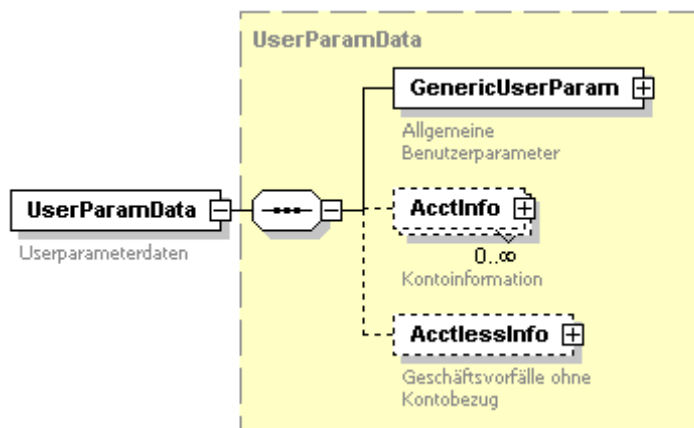 UserParamData
GenericUserParam
Allgemeine
Benutzerparameter
UserParamData
Userparameterdaten
AcctInfo
0..∞
Kontoinformation
AcctlessInfo
Geschäftsvorfälle ohne
Kontobezug